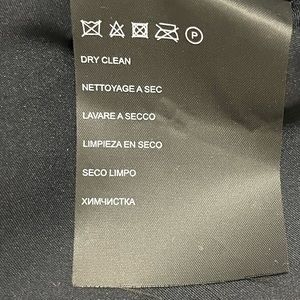 P
DRY CLEAN
NETTOYAGE A SEC
LAVARE A SECCO
LIMPIEZA EN SECO
SECO LIMPO
ХИМЧИСТКА